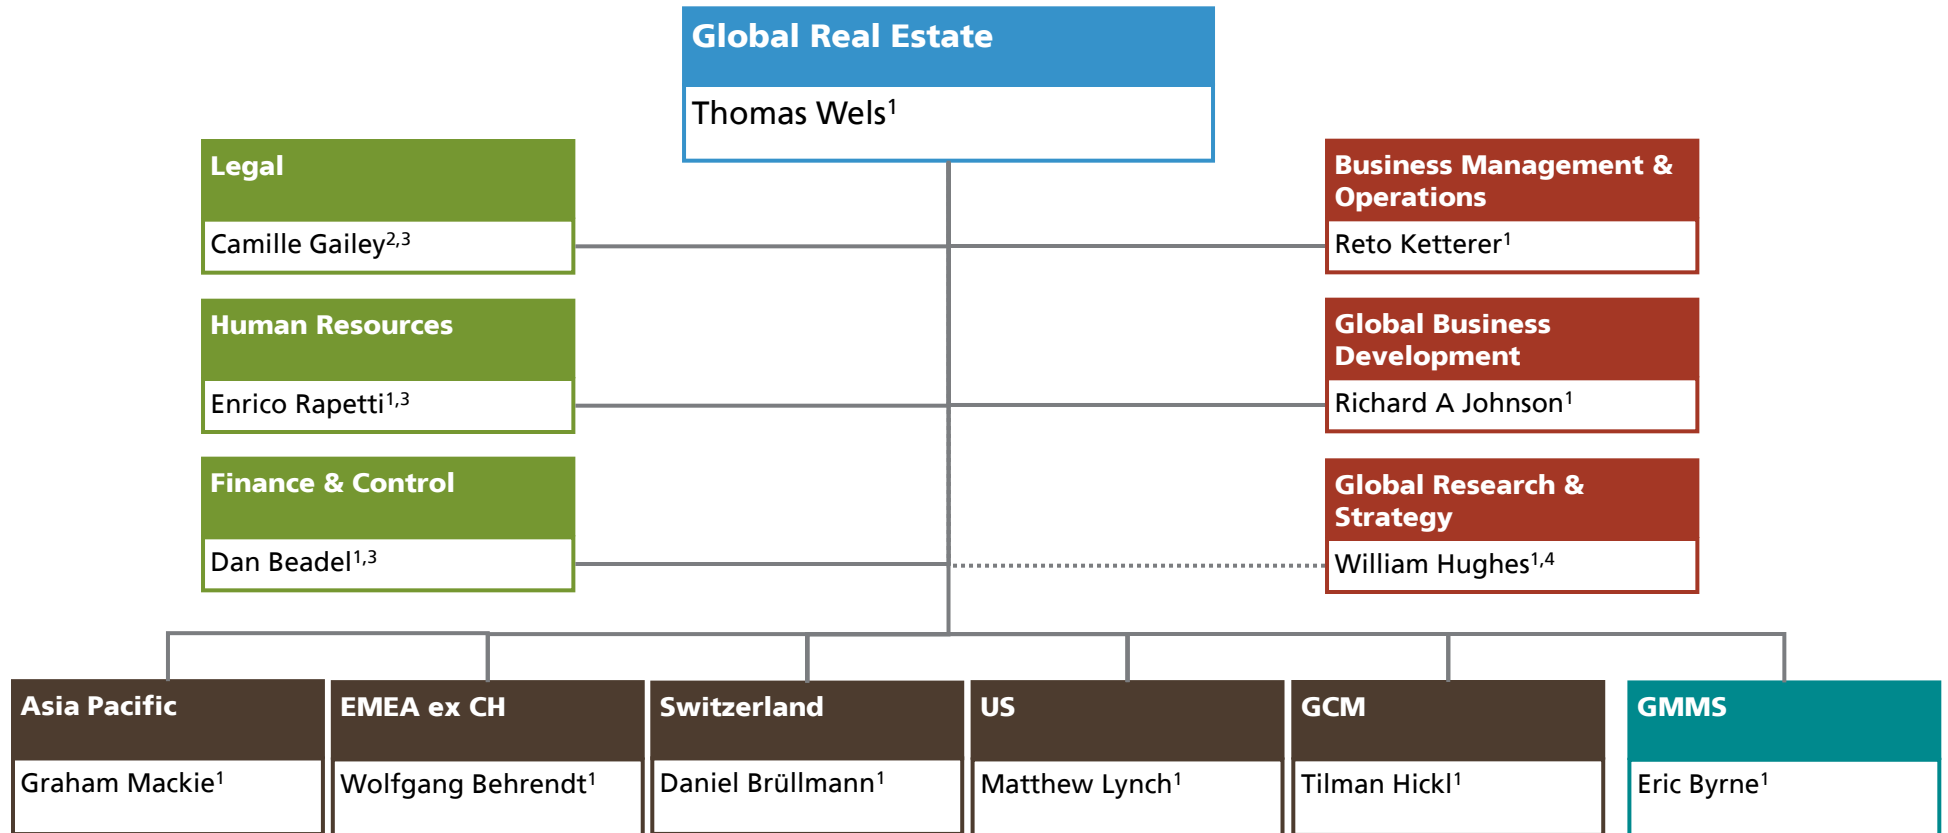 Global Real Estate
Thomas Wels¹
Legal
Camille Gailey²,³
Business Management &
Operations
Reto Ketterer¹
Human Resources
Enrico Rapetti¹,³
Global Business
Development
Richard A Johnson¹
Finance & Control
Dan Beadel¹,³
Global Research &
Strategy
William Hughes¹,⁴
Asia Pacific
Graham Mackie¹
EMEA ex CH
Wolfgang Behrendt¹
Switzerland
Daniel Brüllmann¹
US
Matthew Lynch¹
GCM
Tilman Hickl¹
GMMS
Eric Byrne¹